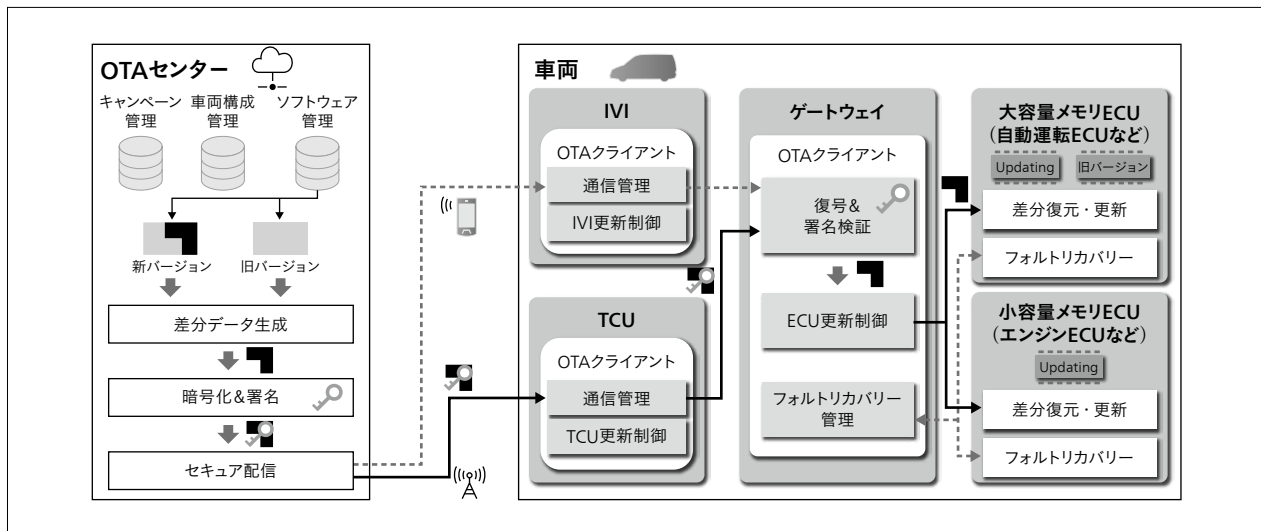 OTAセンター
キャンペーン
管理
車両構成
管理
ソフトウェア
管理
新バージョン
旧バージョン
差分データ生成
暗号化&署名
セキュア配信
車両
IVI
OTAクライアント
通信管理
IVI更新制御
TCU
OTAクライアント
通信管理
TCU更新制御
ゲートウェイ
OTAクライアント
復号&
署名検証
ECU更新制御
フォルトリカバリー
管理
大容量メモリECU
(自動運転ECUなど)
Updating
旧バージョン
差分復元・更新
フォルトリカバリー
小容量メモリECU
(エンジンECUなど)
Updating
差分復元・更新
フォルトリカバリー